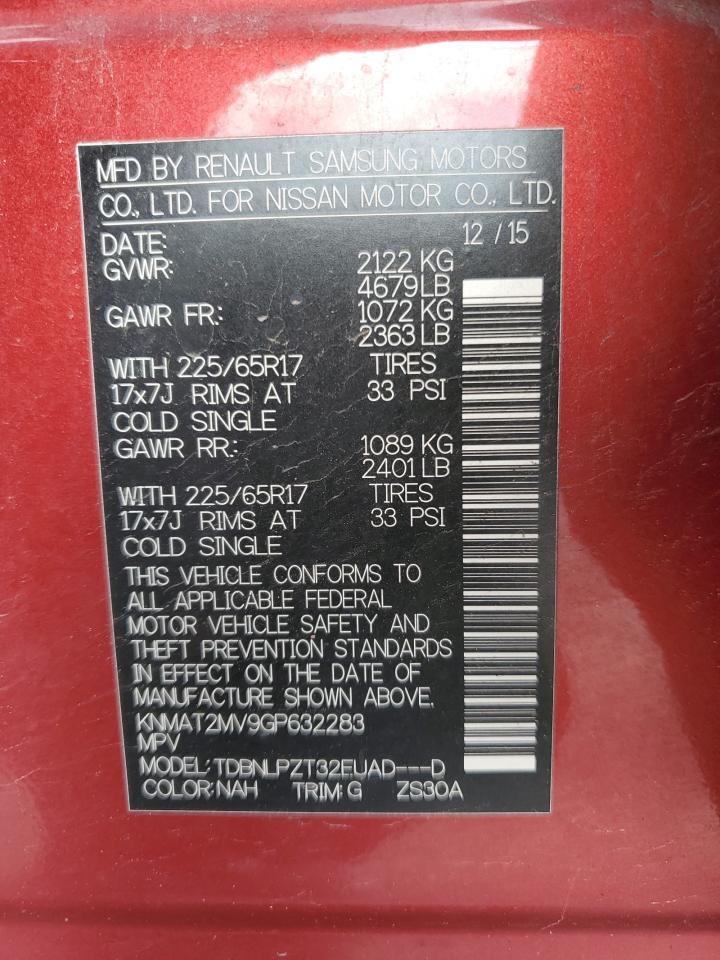 MFD BY RENAULT SAMSUNG MOTORS
CO., LTD. FOR NISSAN MOTOR CO., LTD.
DATE: 12 / 15
GVWR: 2122 KG
4679 LB
GAWR FR: 1072 KG
2363 LB
WITH 225/65R17 TIRES
17x7J RIMS AT 33 PSI
COLD SINGLE
GAWR RR: 1089 KG
2401 LB
WITH 225/65R17 TIRES
17x7J RIMS AT 33 PSI
COLD SINGLE
THIS VEHICLE CONFORMS TO
ALL APPLICABLE FEDERAL
MOTOR VEHICLE SAFETY AND
THEFT PREVENTION STANDARDS
IN EFFECT ON THE DATE OF
MANUFACTURE SHOWN ABOVE.
KNMAT2MV9GP632283
MPV
MODEL: TDBNLPZT32EUAD---D
COLOR: NAH TRIM: G ZS30A